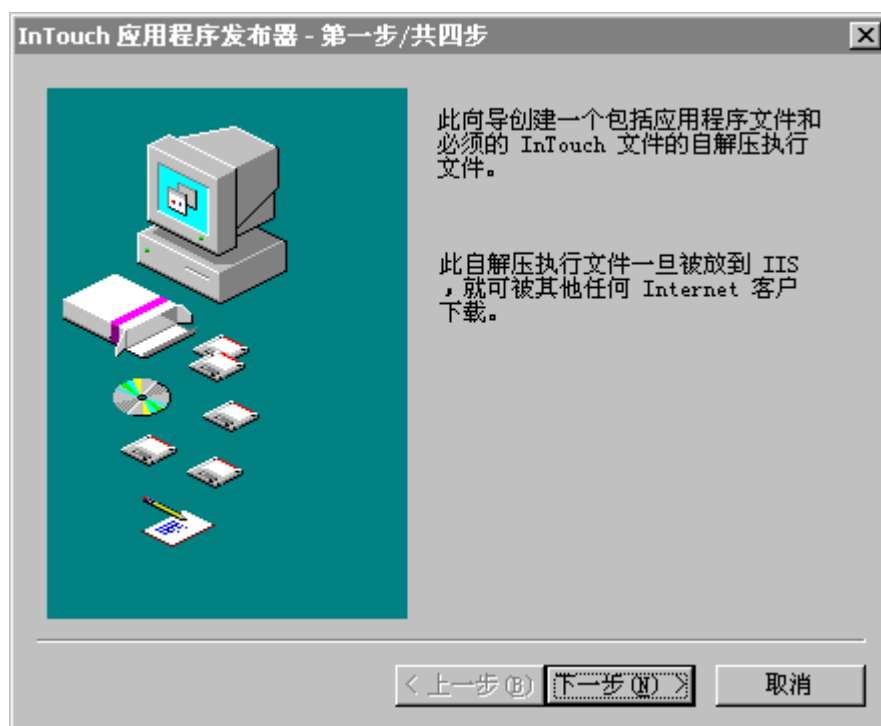 InTouch 应用程序发布器 - 第一步/共四步
此向导创建一个包括应用程序文件和
必须的 InTouch 文件的自解压执行
文件。
此自解压执行文件一旦被放到 IIS
，就可被其他任何 Internet 客户
下载。
< 上一步(B)
下一步(N) >
取消